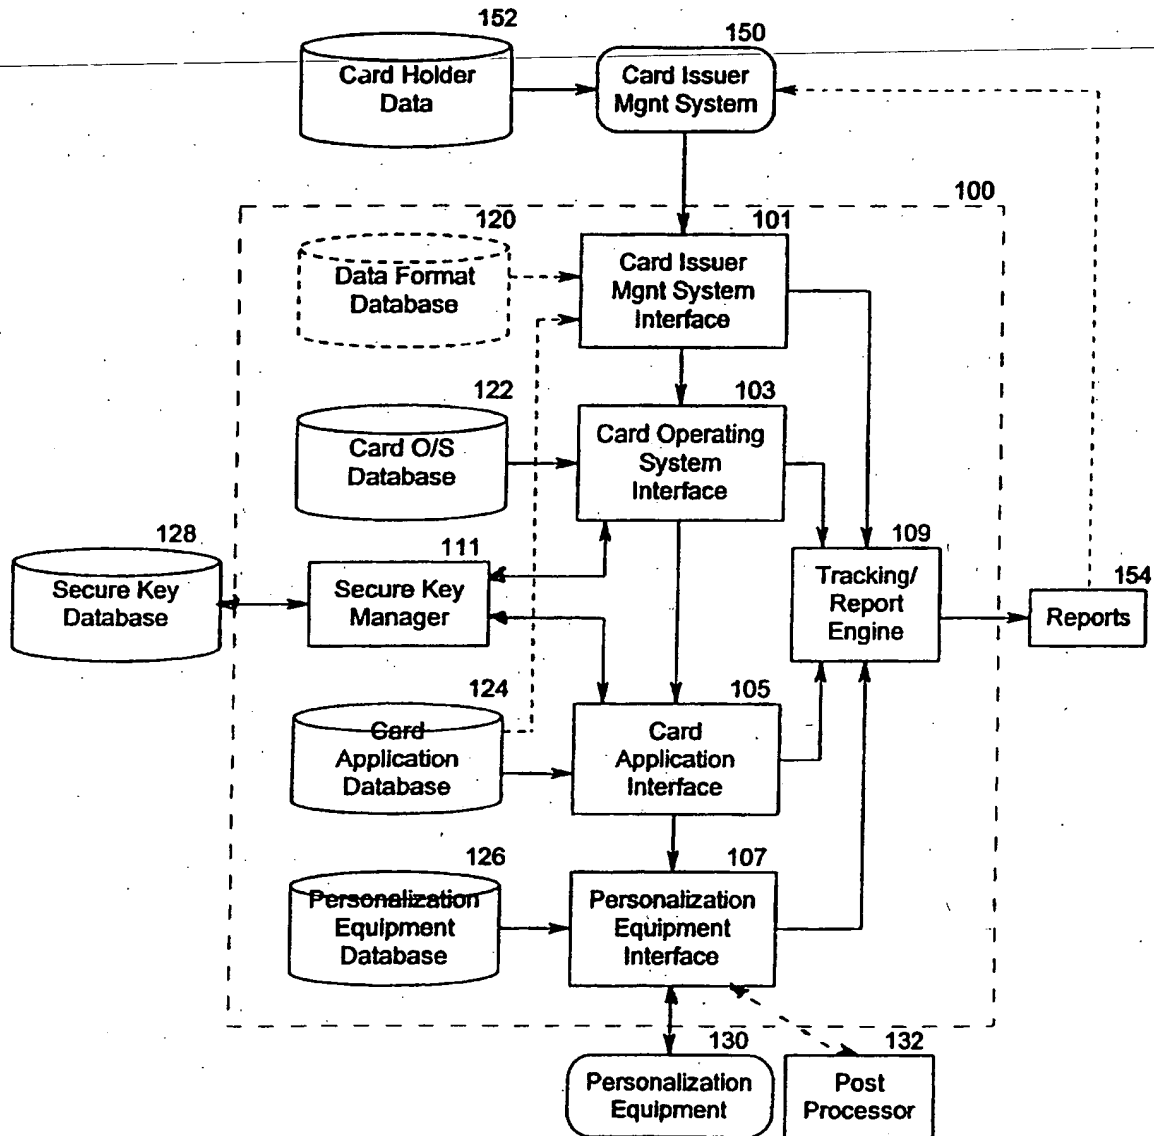 152
Card Holder
Data
150
Card Issuer
Mgnt System
100
120
Data Format
Database
101
Card Issuer
Mgnt System
Interface
122
Card O/S
Database
103
Card Operating
System
Interface
128
Secure Key
Database
111
Secure Key
Manager
109
Tracking/
Report
Engine
154
Reports
124
Card
Application
Database
105
Card
Application
Interface
126
Personalization
Equipment
Database
107
Personalization
Equipment
Interface
130
Personalization
Equipment
132
Post
Processor